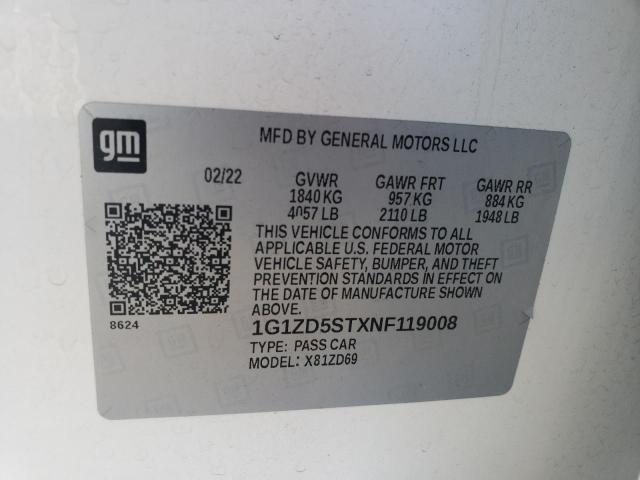 gm
MFD BY GENERAL MOTORS LLC
02/22 GVWR GAWR FRT GAWR RR
1840 KG 957 KG 884 KG
4057 LB 2110 LB 1948 LB
THIS VEHICLE CONFORMS TO ALL
APPLICABLE U.S. FEDERAL MOTOR
VEHICLE SAFETY, BUMPER, AND THEFT
PREVENTION STANDARDS IN EFFECT ON
THE DATE OF MANUFACTURE SHOWN
ABOVE.
8624
1G1ZD5STXNF119008
TYPE: PASS CAR
MODEL: X81ZD69